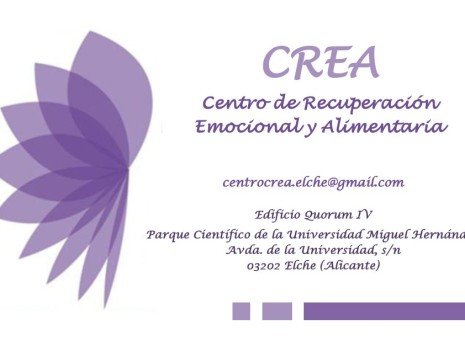 CREA
Centro de Recuperación
Emocional y Alimentaria
centrocrea.elche@gmail.com
Edificio Quorum IV
Parque Científico de la Universidad Miguel Hernánd
Avda. de la Universidad, s/n
03202 Elche (Alicante)